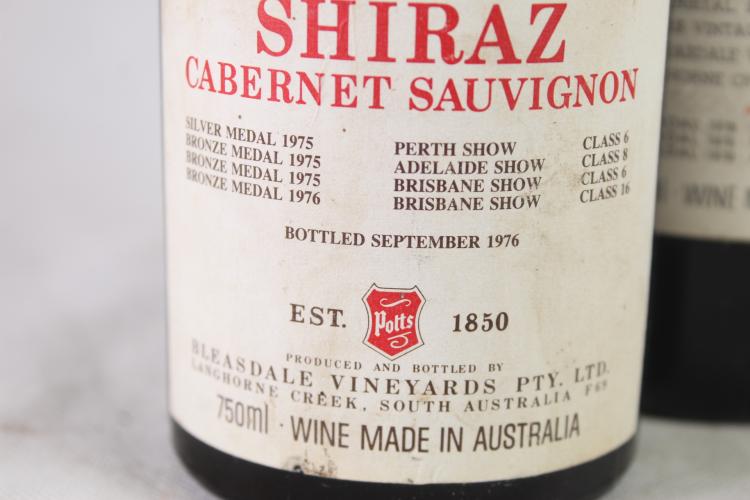 SHIRAZ
CABERNET SAUVIGNON
SILVER MEDAL 1975 PERTH SHOW CLASS 6
BRONZE MEDAL 1975 ADELAIDE SHOW CLASS 8
BRONZE MEDAL 1975 BRISBANE SHOW CLASS 6
BRONZE MEDAL 1976 BRISBANE SHOW CLASS 16
BOTTLED SEPTEMBER 1976
EST. Potts 1850
PRODUCED AND BOTTLED BY
BLEASDALE VINEYARDS PTY. LTD.
LANGHORNE CREEK, SOUTH AUSTRALIA F69
750ml · WINE MADE IN AUSTRALIA
WINE